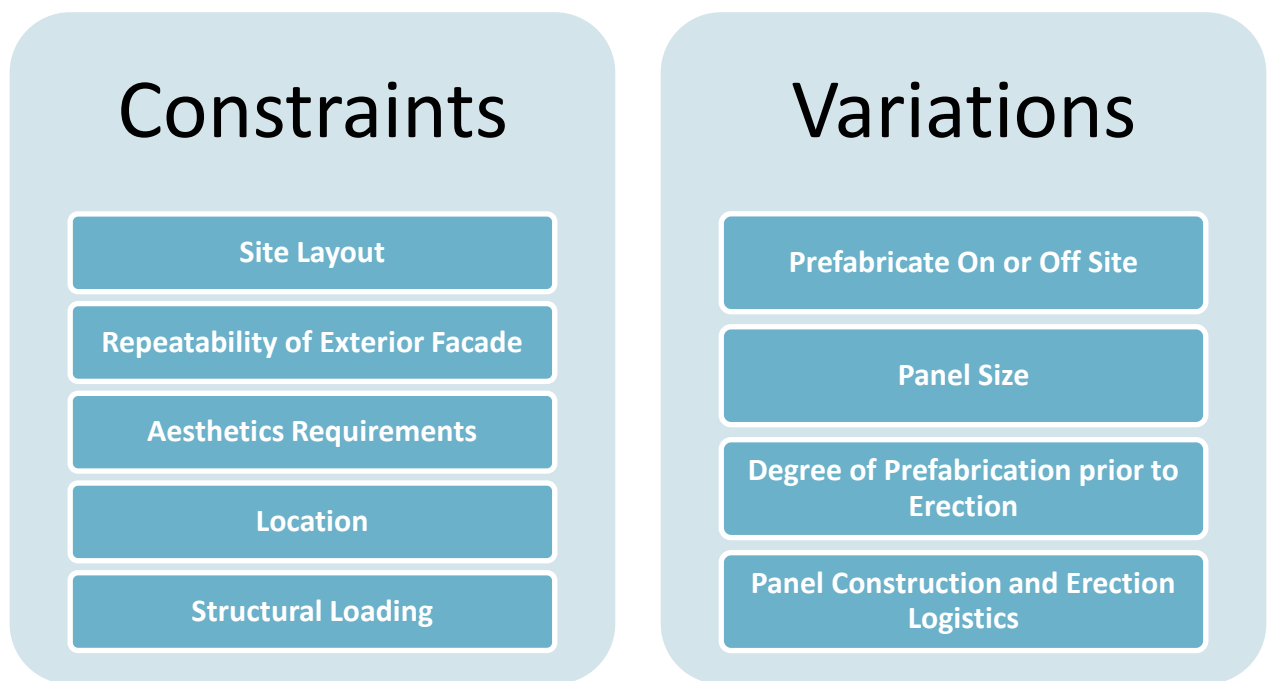 Constraints
Site Layout
Repeatability of Exterior Facade
Aesthetics Requirements
Location
Structural Loading
Variations
Prefabricate On or Off Site
Panel Size
Degree of Prefabrication prior to
Erection
Panel Construction and Erection
Logistics